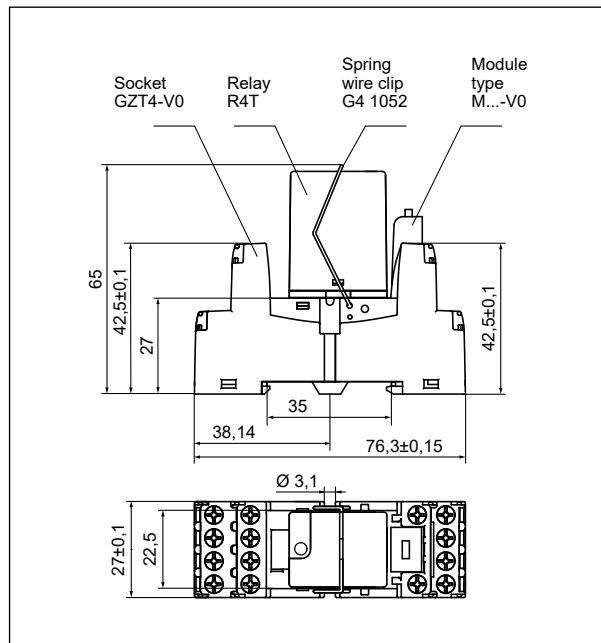 Socket
GZT4-V0
Relay
R4T
Spring
wire clip
G4 1052
Module
type
M...-V0
65
42,5±0,1
27
42,5±0,1
35
38,14
76,3±0,15
Ø 3,1
27±0,1
22,5